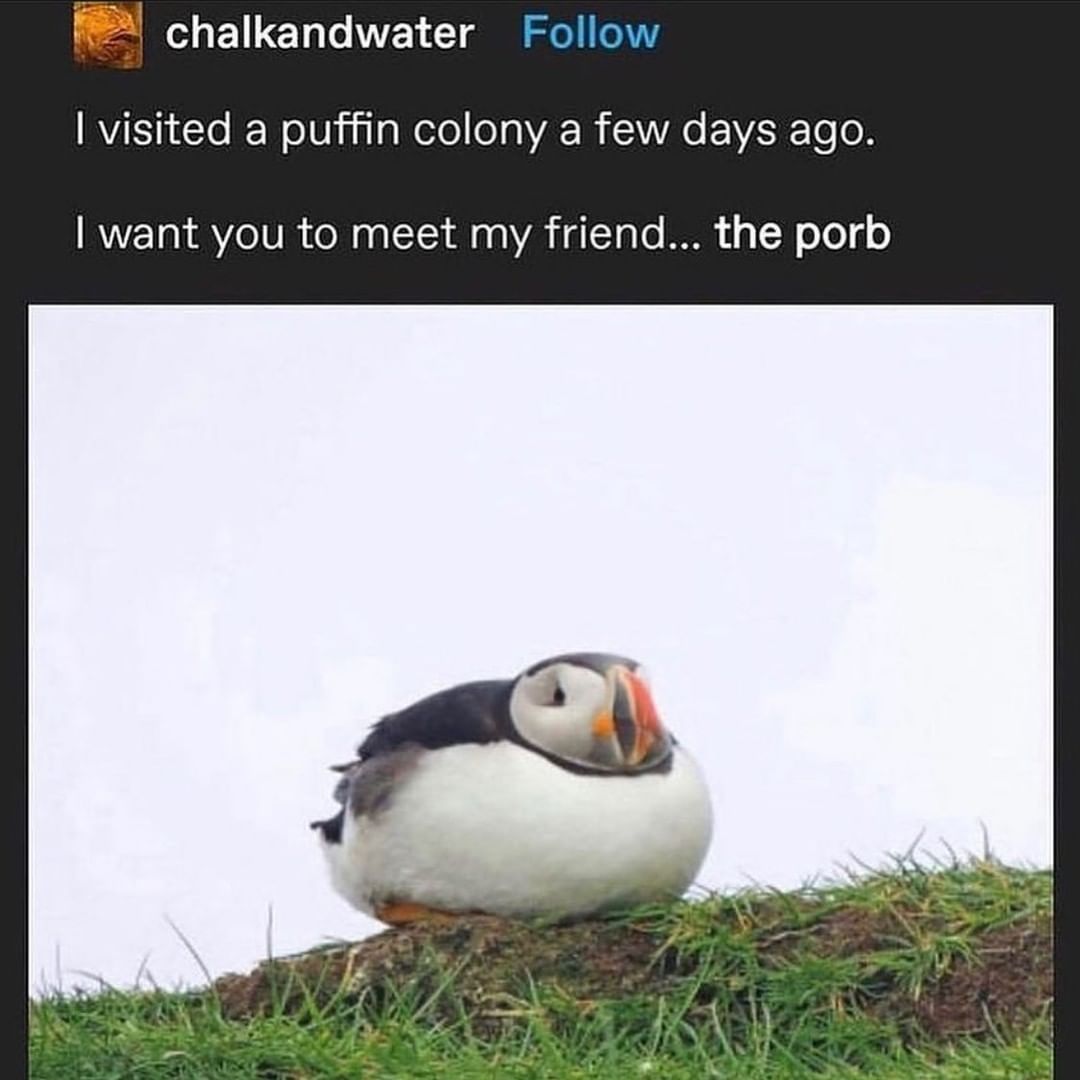 chalkandwater Follow
I visited a puffin colony a few days ago.
I want you to meet my friend... the porb